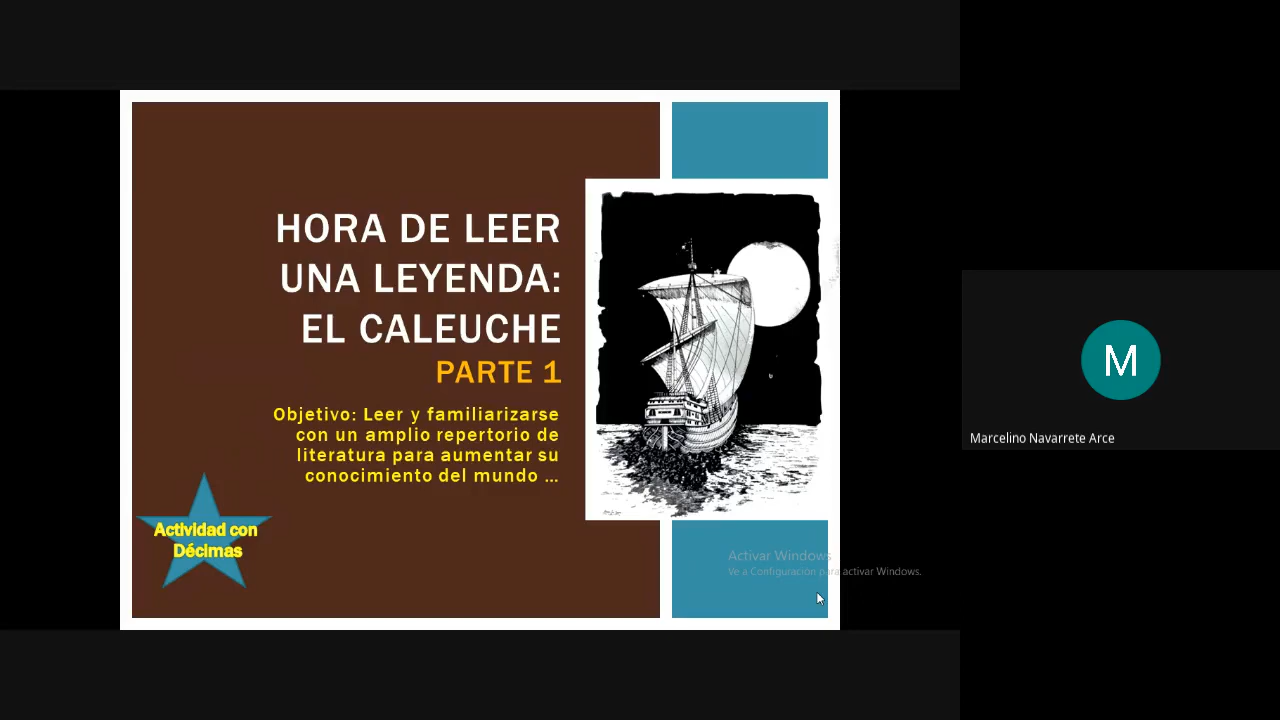 HORA DE LEER
UNA LEYENDA:
EL CALEUCHE
PARTE 1
Objetivo: Leer y familiarizarse
con un amplio repertorio de
literatura para aumentar su
conocimiento del mundo ...
Actividad con
Décimas
Activar Windows
Ve a Configuración para activar Windows.
M
Marcelino Navarrete Arce